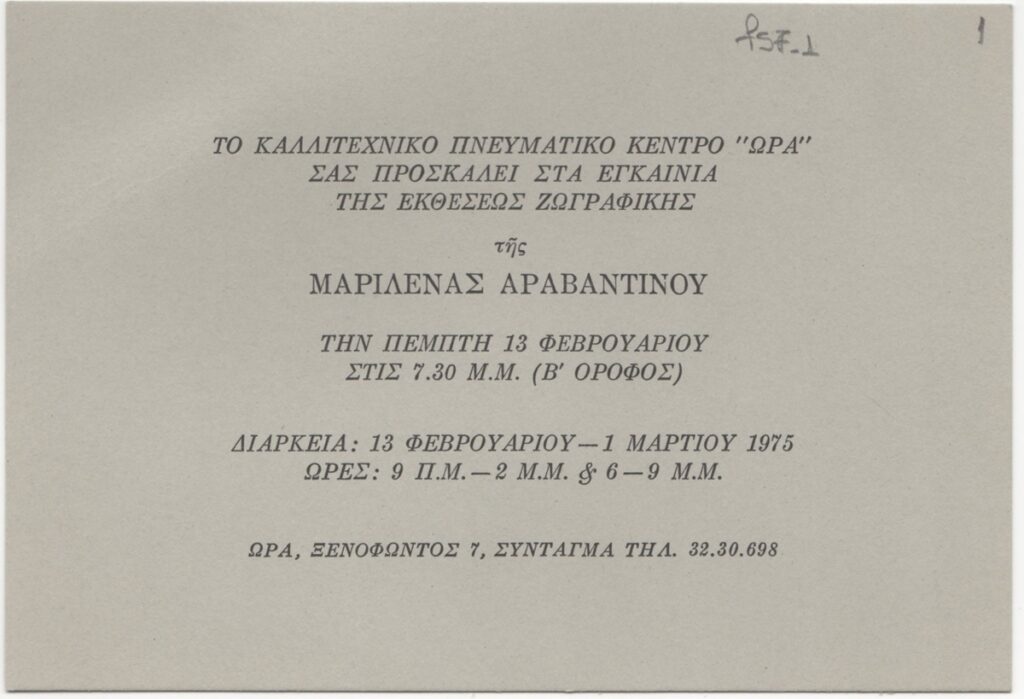 1
ΤΟ ΚΑΛΛΙΤΕΧΝΙΚΟ ΠΝΕΥΜΑΤΙΚΟ ΚΕΝΤΡΟ "ΩΡΑ"
ΣΑΣ ΠΡΟΣΚΑΛΕΙ ΣΤΑ ΕΓΚΑΙΝΙΑ
ΤΗΣ ΕΚΘΕΣΕΩΣ ΖΩΓΡΑΦΙΚΗΣ
τῆς
ΜΑΡΙΛΕΝΑΣ ΑΡΑΒΑΝΤΙΝΟΥ
ΤΗΝ ΠΕΜΠΤΗ 13 ΦΕΒΡΟΥΑΡΙΟΥ
ΣΤΙΣ 7.30 Μ.Μ. (Β' ΟΡΟΦΟΣ)
ΔΙΑΡΚΕΙΑ: 13 ΦΕΒΡΟΥΑΡΙΟΥ—1 ΜΑΡΤΙΟΥ 1975
ΩΡΕΣ: 9 Π.Μ.—2 Μ.Μ. & 6—9 Μ.Μ.
ΩΡΑ, ΞΕΝΟΦΩΝΤΟΣ 7, ΣΥΝΤΑΓΜΑ ΤΗΛ. 32.30.698